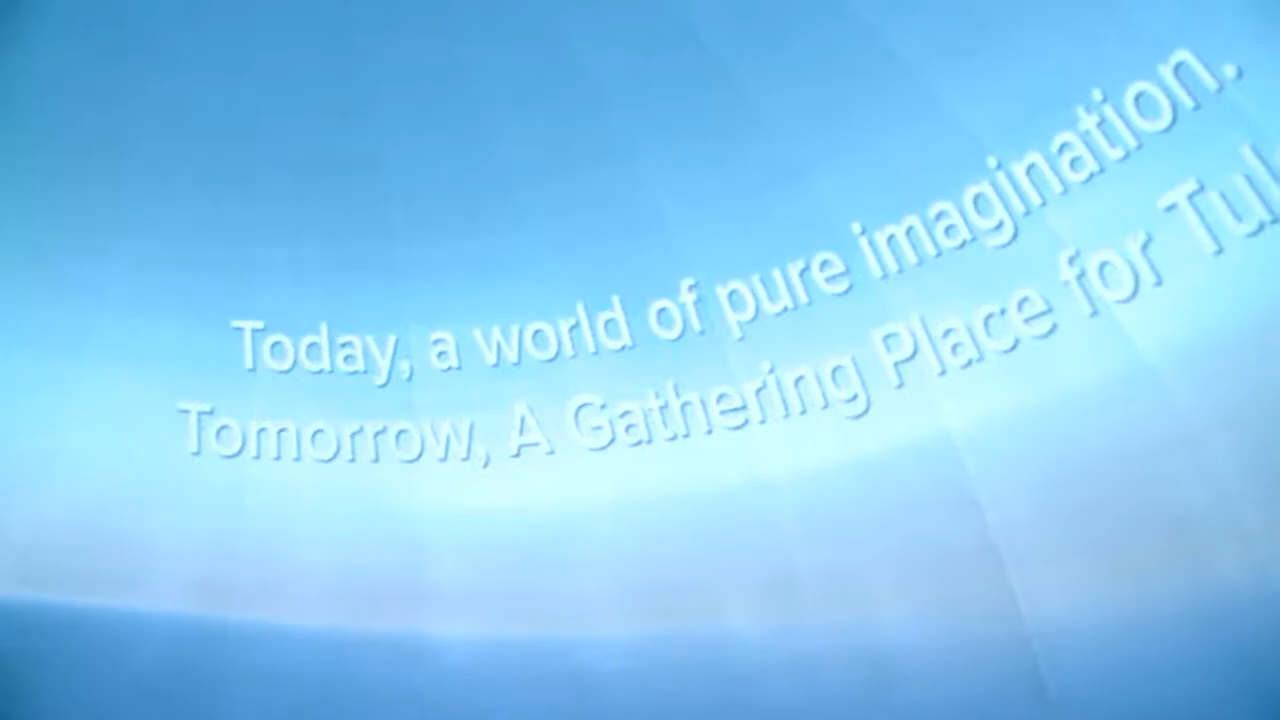 Today, a world of pure imagination.
Tomorrow, A Gathering Place for